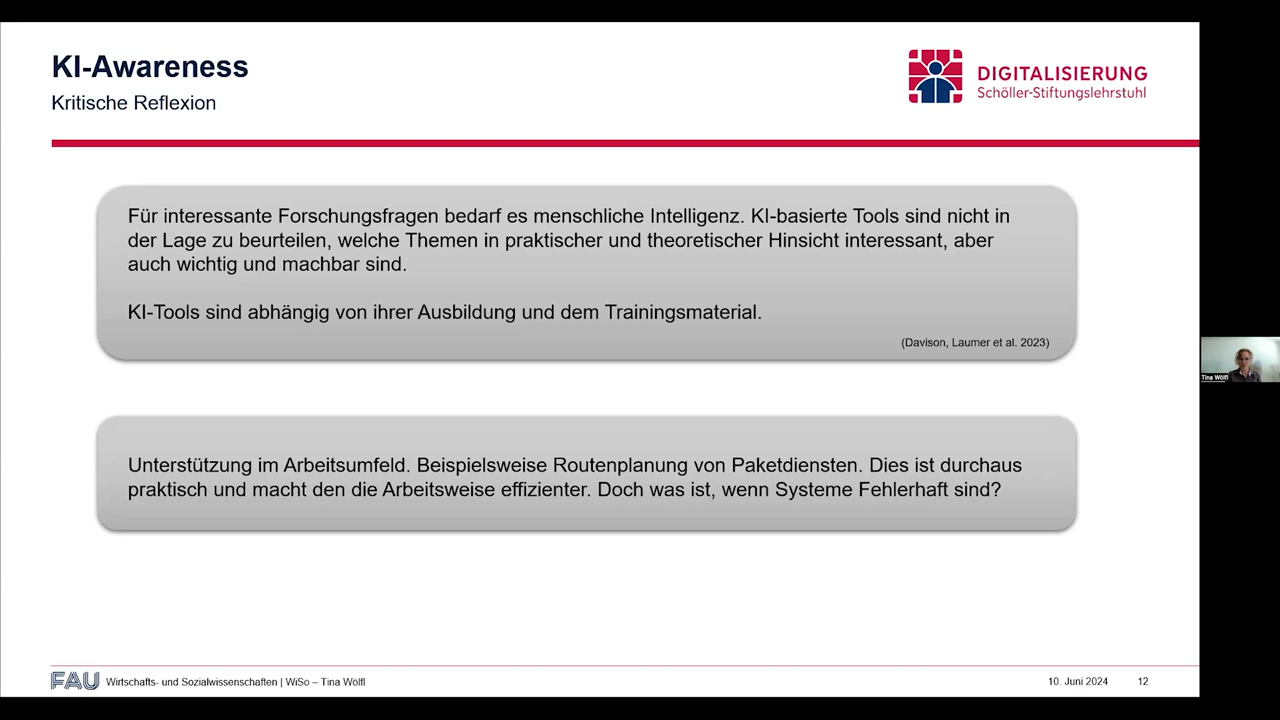 KI-Awareness
Kritische Reflexion
DIGITALISIERUNG
Schöller-Stiftungslehrstuhl
Für interessante Forschungsfragen bedarf es menschliche Intelligenz. KI-basierte Tools sind nicht in
der Lage zu beurteilen, welche Themen in praktischer und theoretischer Hinsicht interessant, aber
auch wichtig und machbar sind.
KI-Tools sind abhängig von ihrer Ausbildung und dem Trainingsmaterial.
(Davison, Laumer et al. 2023)
Unterstützung im Arbeitsumfeld. Beispielsweise Routenplanung von Paketdiensten. Dies ist durchaus
praktisch und macht den die Arbeitsweise effizienter. Doch was ist, wenn Systeme Fehlerhaft sind?
Tina Wölfl
FAU Wirtschafts- und Sozialwissenschaften | WiSo – Tina Wölfl
10. Juni 2024 12